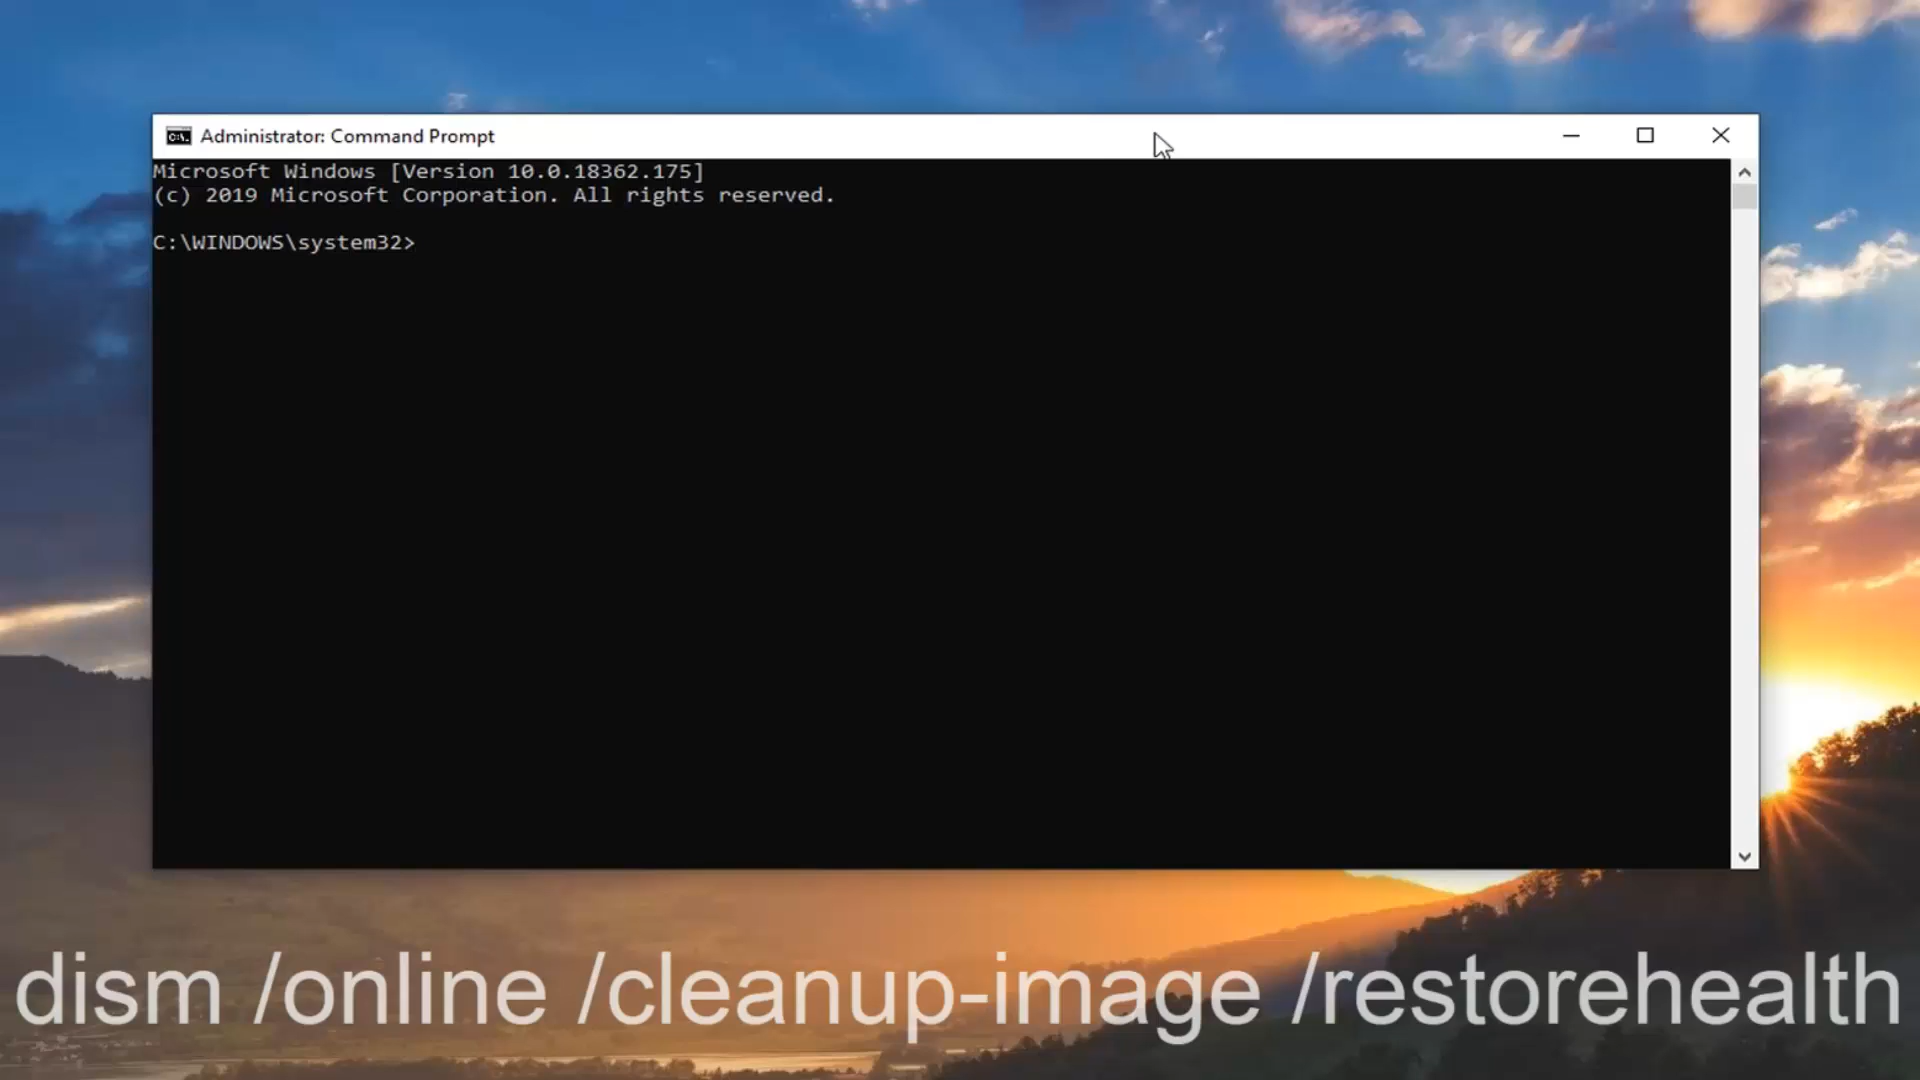 Administrator: Command Prompt
Microsoft Windows [Version 10.0.18362.175]
(c) 2019 Microsoft Corporation. All rights reserved.
C:\WINDOWS\system32>
dism /online /cleanup-image /restorehealth